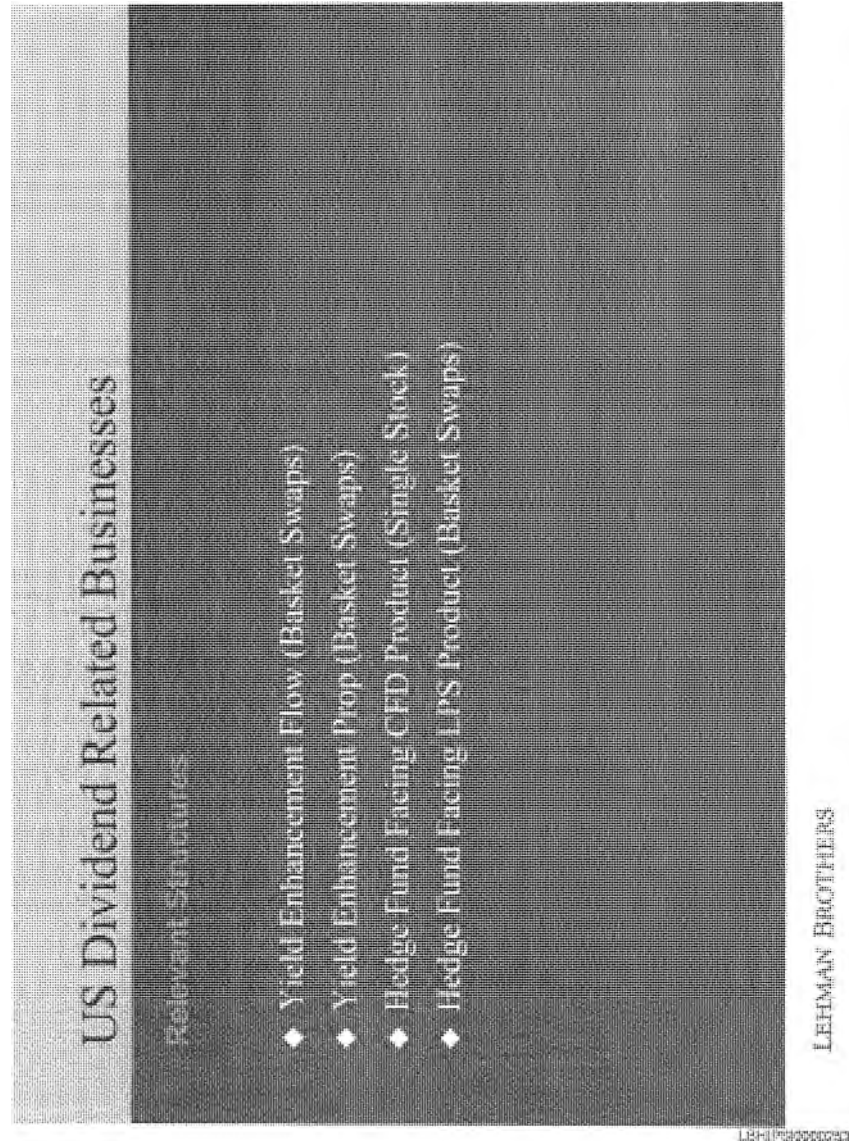 US Dividend Related Businesses
Relevant Structures
◆ Yield Enhancement Flow (Basket Swaps)
◆ Yield Enhancement Prop (Basket Swaps)
◆ Hedge Fund Facing CFD Product (Single Stock)
◆ Hedge Fund Facing LPS Product (Basket Swaps)
LEHMAN BROTHERS